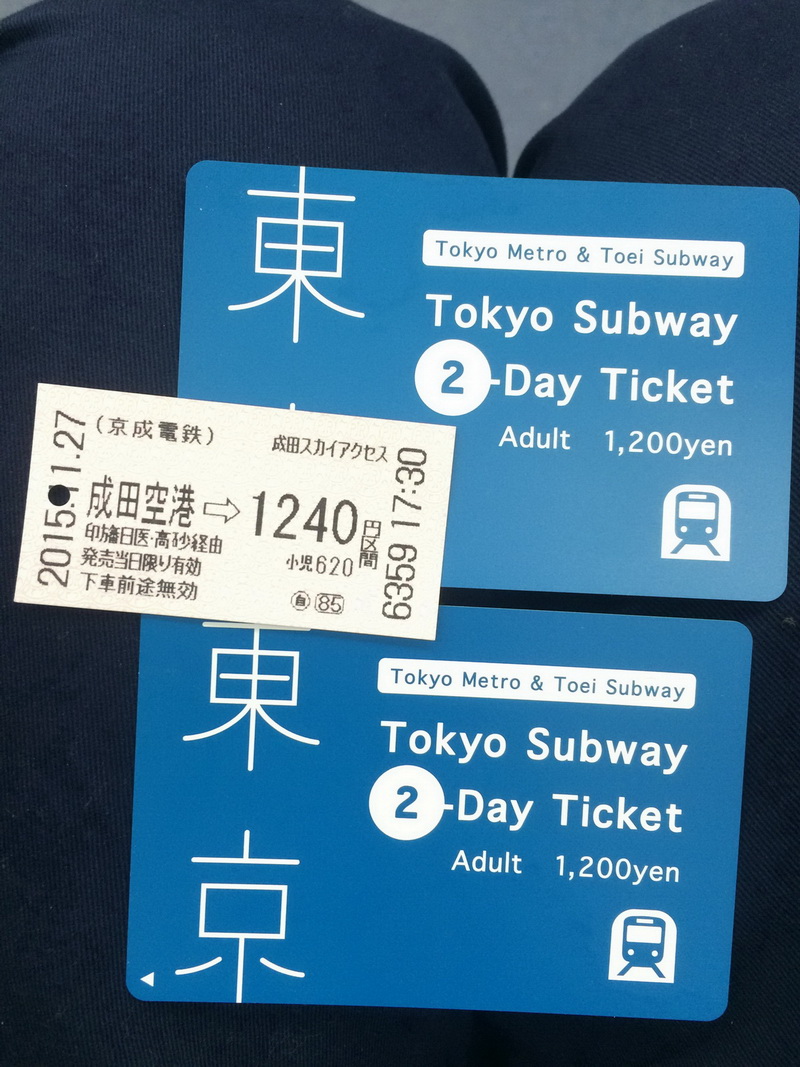 東
Tokyo Metro & Toei Subway
Tokyo Subway
2-Day Ticket
Adult 1,200yen
2015.11.27
(京成電鉄)
成田スカイアクセス
成田空港⇨1240円区間
印旛日医・高砂経由
発売当日限り有効
小児620
下車前途無効
自 85
6359 17:30
東京
Tokyo Metro & Toei Subway
Tokyo Subway
2-Day Ticket
Adult 1,200yen